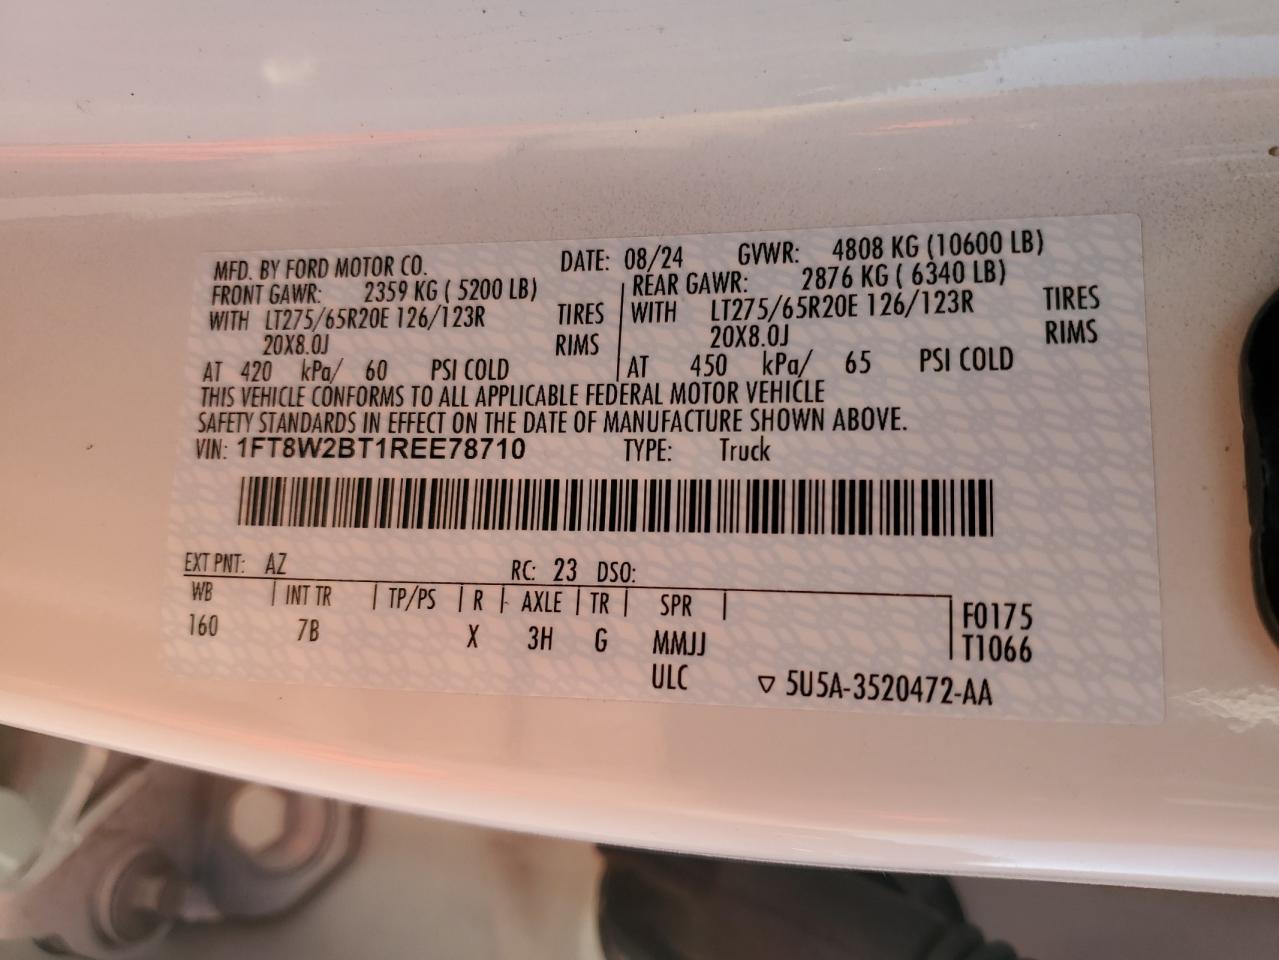 MFD. BY FORD MOTOR CO. DATE: 08/24 GVWR: 4808 KG (10600 LB)
FRONT GAWR: 2359 KG ( 5200 LB) REAR GAWR: 2876 KG ( 6340 LB)
WITH LT275/65R20E 126/123R TIRES WITH LT275/65R20E 126/123R TIRES
20X8.0J RIMS 20X8.0J RIMS
AT 420 kPa/ 60 PSI COLD AT 450 kPa/ 65 PSI COLD
THIS VEHICLE CONFORMS TO ALL APPLICABLE FEDERAL MOTOR VEHICLE
SAFETY STANDARDS IN EFFECT ON THE DATE OF MANUFACTURE SHOWN ABOVE.
VIN: 1FT8W2BT1REE78710 TYPE: Truck
EXT PNT: AZ RC: 23 DSO:
WB INT TR TP/PS R AXLE TR SPR F0175
160 7B X 3H G MMJJ T1066
ULC 5U5A-3520472-AA